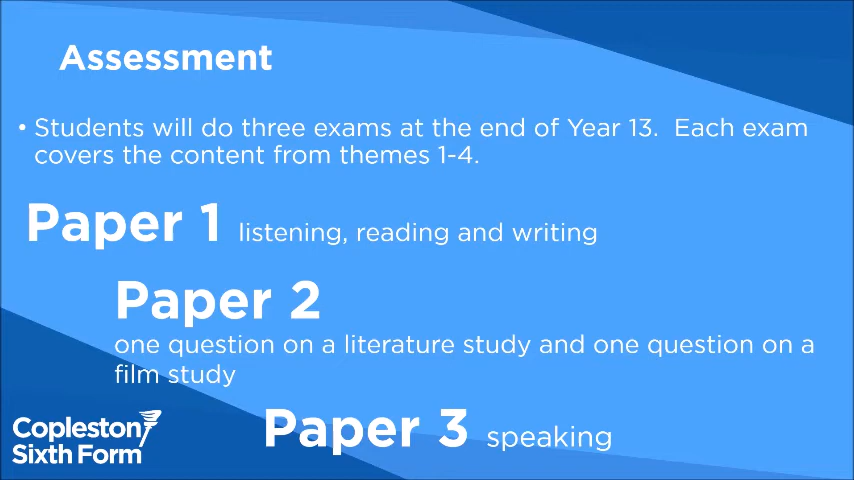 Assessment
• Students will do three exams at the end of Year 13.  Each exam
covers the content from themes 1-4.
Paper 1 listening, reading and writing
Paper 2
one question on a literature study and one question on a
film study
Paper 3 speaking
Copleston
Sixth Form